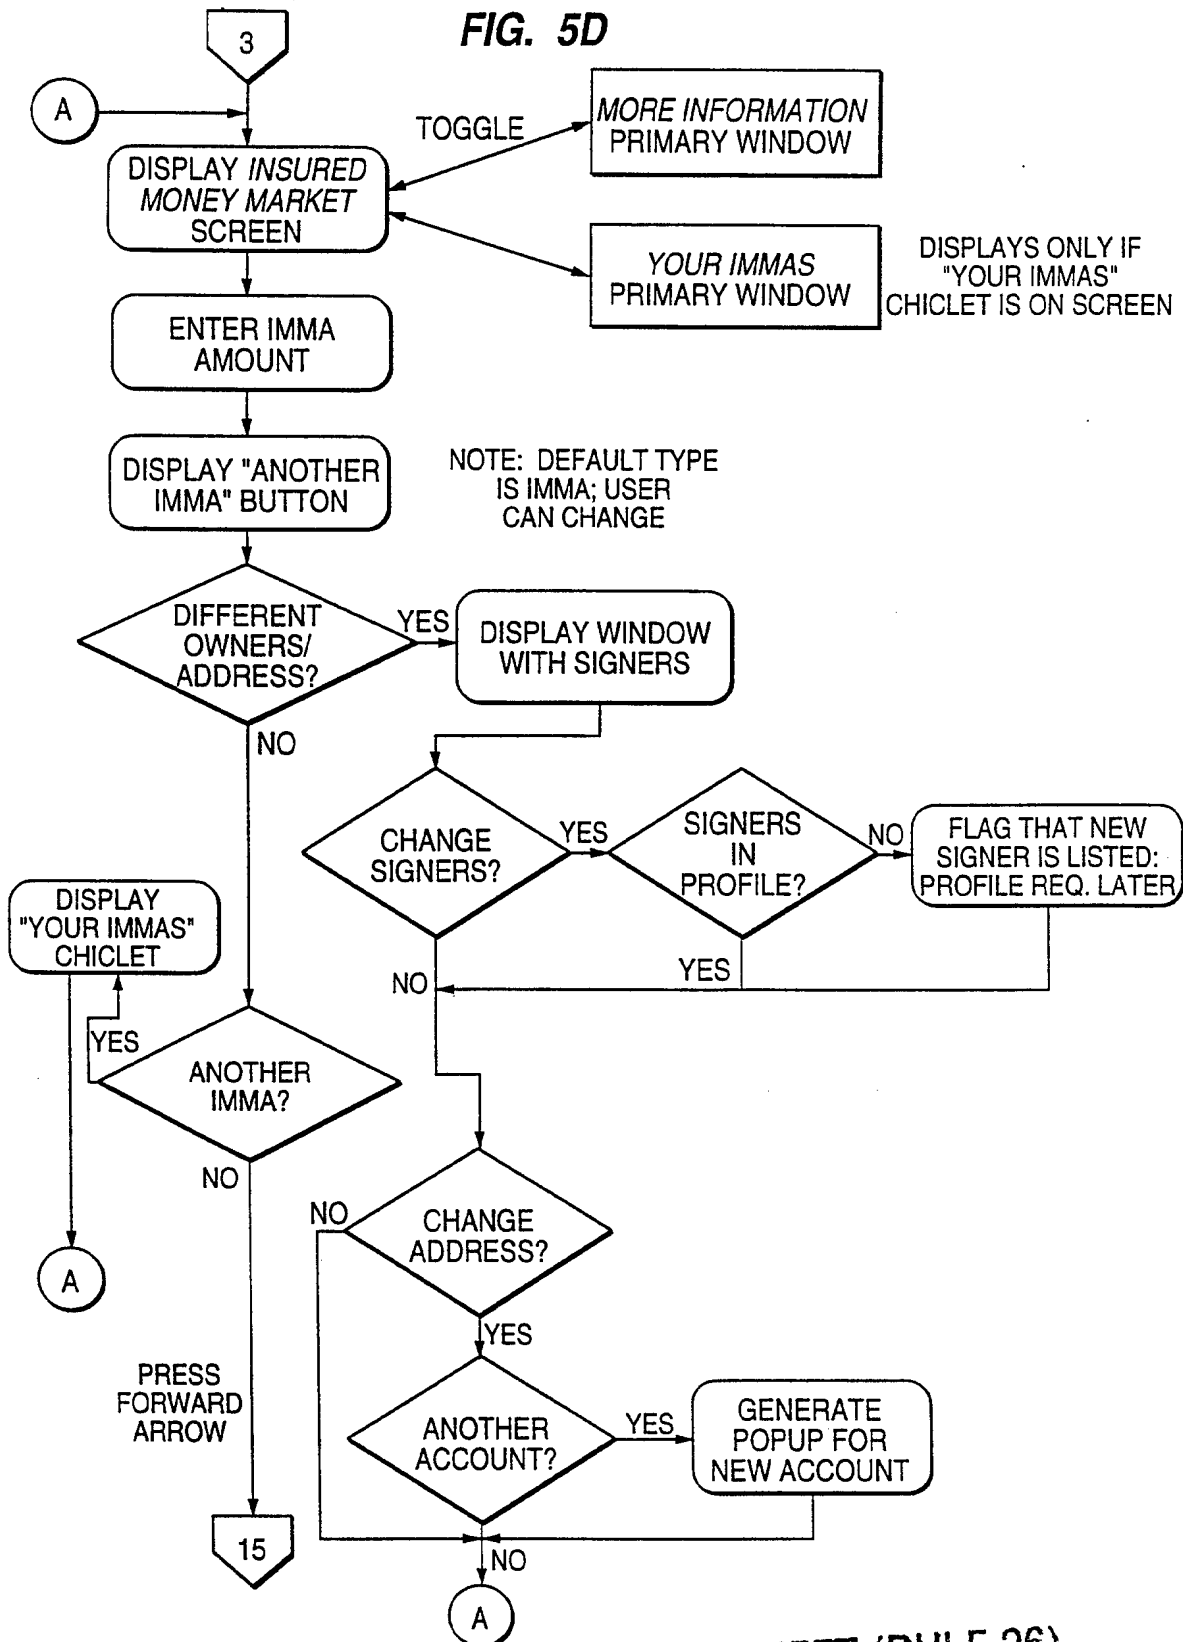 FIG. 5D
3
A
TOGGLE
MORE INFORMATION
PRIMARY WINDOW
DISPLAY INSURED
MONEY MARKET
SCREEN
YOUR IMMAS
PRIMARY WINDOW
DISPLAYS ONLY IF
"YOUR IMMAS"
CHICLET IS ON SCREEN
ENTER IMMA
AMOUNT
DISPLAY "ANOTHER
IMMA" BUTTON
NOTE: DEFAULT TYPE
IS IMMA; USER
CAN CHANGE
DIFFERENT
OWNERS/
ADDRESS?
YES
DISPLAY WINDOW
WITH SIGNERS
NO
CHANGE
SIGNERS?
YES
SIGNERS
IN
PROFILE?
NO
FLAG THAT NEW
SIGNER IS LISTED:
PROFILE REQ. LATER
DISPLAY
"YOUR IMMAS"
CHICLET
NO
YES
YES
ANOTHER
IMMA?
NO
NO
CHANGE
ADDRESS?
A
YES
PRESS
FORWARD
ARROW
ANOTHER
ACCOUNT?
YES
GENERATE
POPUP FOR
NEW ACCOUNT
15
NO
A
(RULE 26)